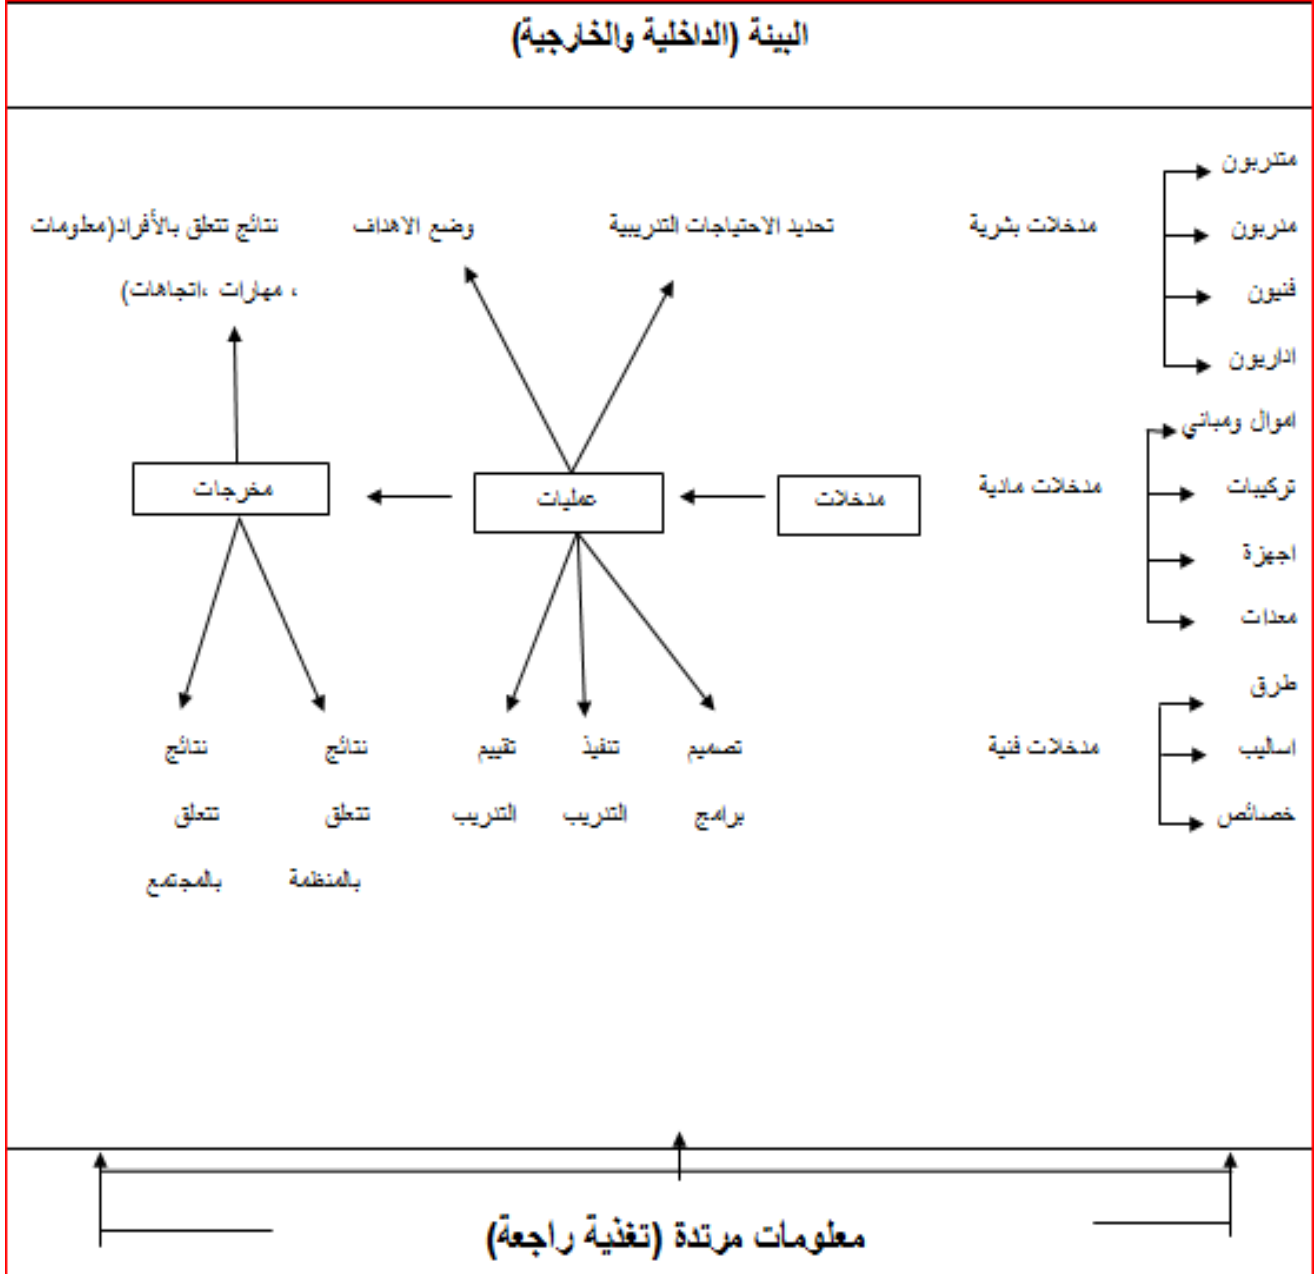 البيئة (الداخلية والخارجية)
متدربون
مدربون
فنيون
اداريون
مدخلات بشرية
اموال ومباني
تركيبات
اجهزة
معدات
مدخلات مادية
طرق
اساليب
خصائص
مدخلات فنية
مدخلات
تحديد الاحتياجات التدريبية
وضع الاهداف
عمليات
تصميم
برامج
تنفيذ
التدريب
تقييم
التدريب
نتائج تتعلق بالأفراد(معلومات
، مهارات ،اتجاهات)
مخرجات
نتائج
تتعلق
بالمنظمة
نتائج
تتعلق
بالمجتمع
معلومات مرتدة (تغذية راجعة)